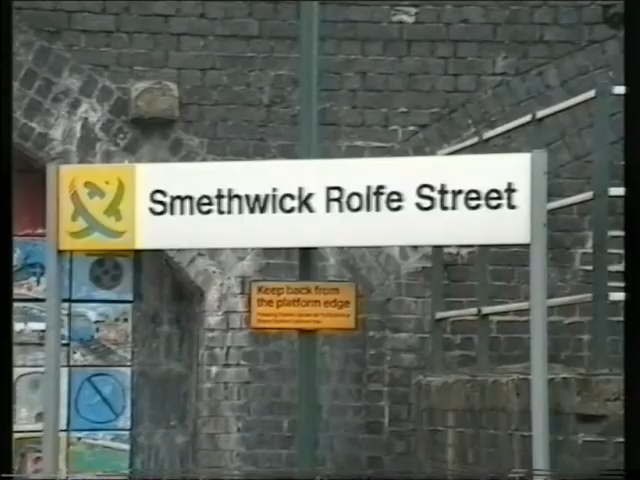 Smethwick Rolfe Street
Keep back from
the platform edge